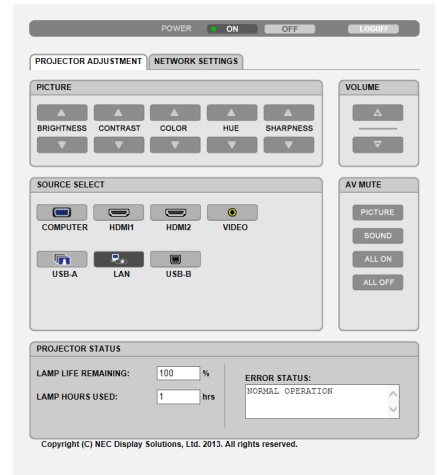 POWER ON OFF LOGOFF
PROJECTOR ADJUSTMENT NETWORK SETTINGS
PICTURE
BRIGHTNESS CONTRAST COLOR HUE SHARPNESS
VOLUME
SOURCE SELECT
COMPUTER HDMI1 HDMI2 VIDEO
USB-A LAN USB-B
AV MUTE
PICTURE
SOUND
ALL ON
ALL OFF
PROJECTOR STATUS
LAMP LIFE REMAINING: 100 %
LAMP HOURS USED: 1 hrs
ERROR STATUS:
NORMAL OPERATION
Copyright (C) NEC Display Solutions, Ltd. 2013. All rights reserved.